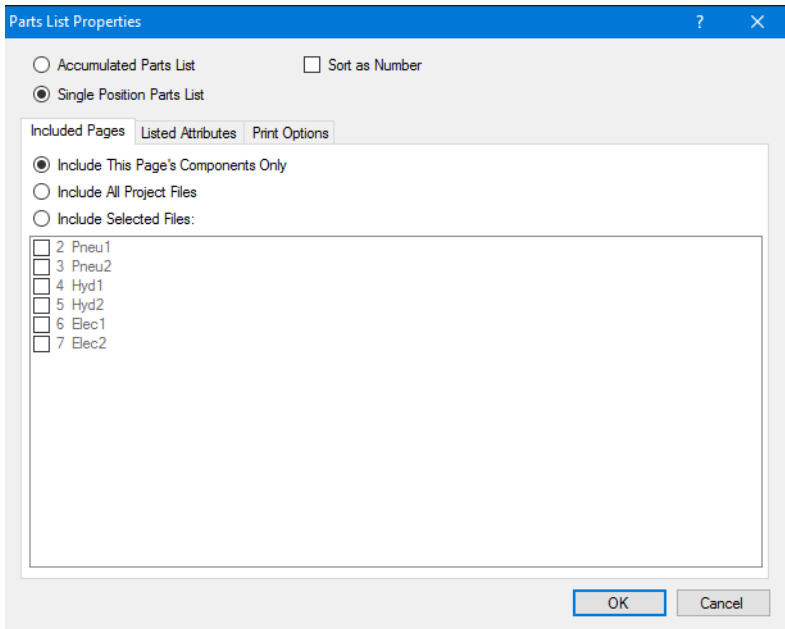 Parts List Properties
Accumulated Parts List
Sort as Number
Single Position Parts List
Included Pages Listed Attributes Print Options
Include This Page's Components Only
Include All Project Files
Include Selected Files:
2 Pneu1
3 Pneu2
4 Hyd1
5 Hyd2
6 Elec1
7 Elec2
OK Cancel